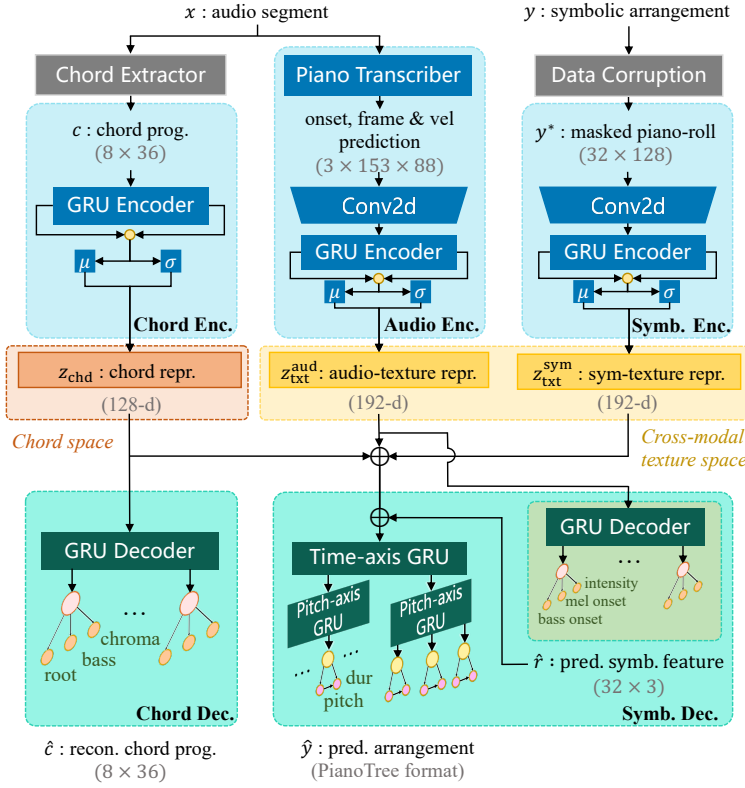 x : audio segment
y : symbolic arrangement
Chord Extractor
Piano Transcriber
Data Corruption
c : chord prog.
(8 × 36)
onset, frame & vel
prediction
(3 × 153 × 88)
y* : masked piano-roll
(32 × 128)
GRU Encoder
Conv2d
Conv2d
GRU Encoder
GRU Encoder
μ
σ
μ
σ
μ
σ
Chord Enc.
Audio Enc.
Symb. Enc.
z_chd : chord repr.
(128-d)
z_txt^aud : audio-texture repr.
(192-d)
z_txt^sym : sym-texture repr.
(192-d)
Chord space
Cross-modal
texture space
GRU Decoder
chroma
bass
root
Chord Dec.
Time-axis GRU
Pitch-axis
GRU
Pitch-axis
GRU
...
...
...
dur
pitch
GRU Decoder
...
intensity
mel onset
bass onset
r̂ : pred. symb. feature
(32 × 3)
Symb. Dec.
ĉ : recon. chord prog.
(8 × 36)
ŷ : pred. arrangement
(PianoTree format)